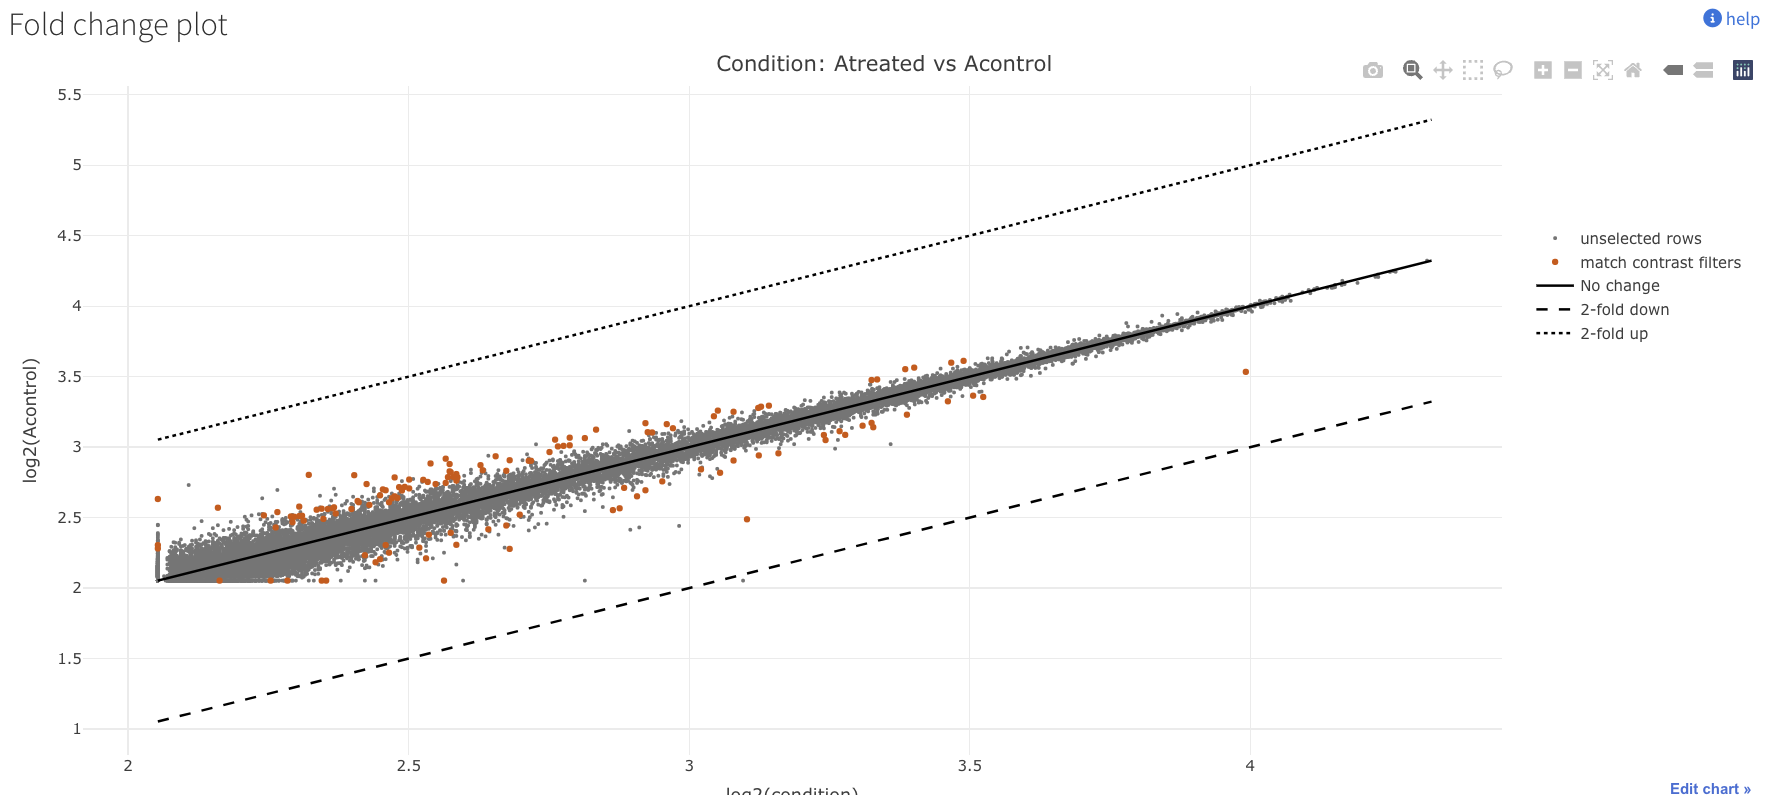 Fold change plot
help
Condition: Atreated vs Acontrol
5.5
5
4.5
4
3.5
3
2.5
2
1.5
1
log2(Acontrol)
2
2.5
3
3.5
4
log2(condition)
unselected rows
match contrast filters
No change
2-fold down
2-fold up
Edit chart »